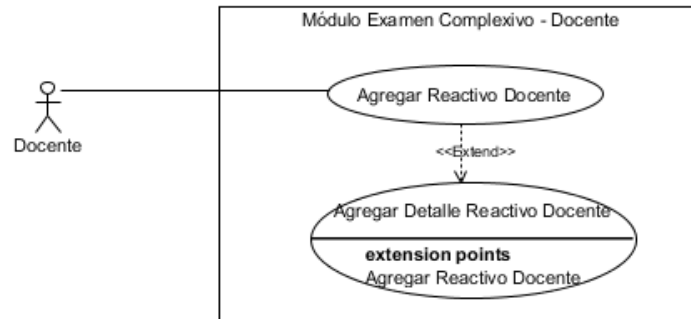 Módulo Examen Complexivo - Docente
Agregar Reactivo Docente
Docente
<<Extend>>
Agregar Detalle Reactivo Docente
extension points
Agregar Reactivo Docente